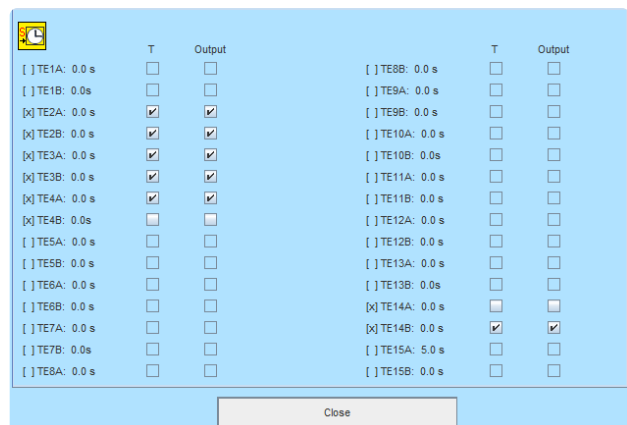 T Output T Output
[ ] TE1A: 0.0 s [ ] TE8B: 0.0 s
[ ] TE1B: 0.0s [ ] TE9A: 0.0 s
[x] TE2A: 0.0 s [ ] TE9B: 0.0 s
[x] TE2B: 0.0 s [ ] TE10A: 0.0 s
[x] TE3A: 0.0 s [ ] TE10B: 0.0s
[x] TE3B: 0.0 s [ ] TE11A: 0.0 s
[x] TE4A: 0.0 s [ ] TE11B: 0.0 s
[x] TE4B: 0.0s [ ] TE12A: 0.0 s
[ ] TE5A: 0.0 s [ ] TE12B: 0.0 s
[ ] TE5B: 0.0 s [ ] TE13A: 0.0 s
[ ] TE6A: 0.0 s [ ] TE13B: 0.0s
[ ] TE6B: 0.0 s [x] TE14A: 0.0 s
[ ] TE7A: 0.0 s [x] TE14B: 0.0 s
[ ] TE7B: 0.0s [ ] TE15A: 5.0 s
[ ] TE8A: 0.0 s [ ] TE15B: 0.0 s
Close